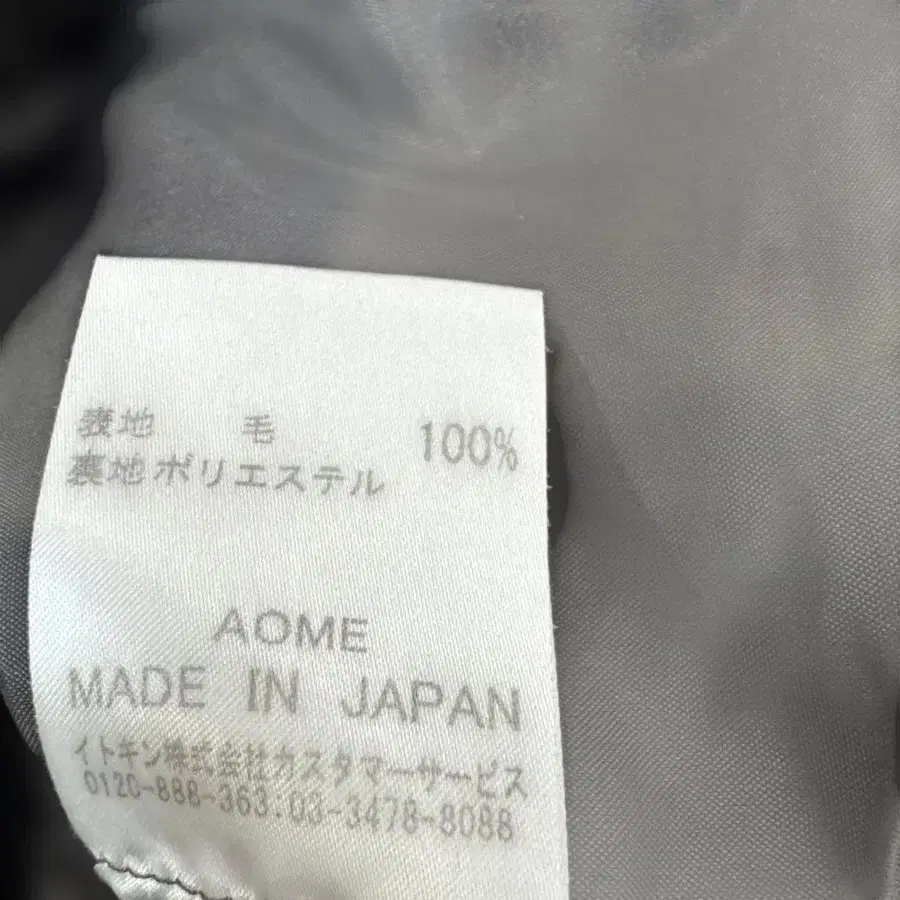 表地 毛 100%
裏地 ポリエステル
AOME
MADE IN JAPAN
イトキン株式会社カスタマーサービス
0120-888-363.03-3478-8088